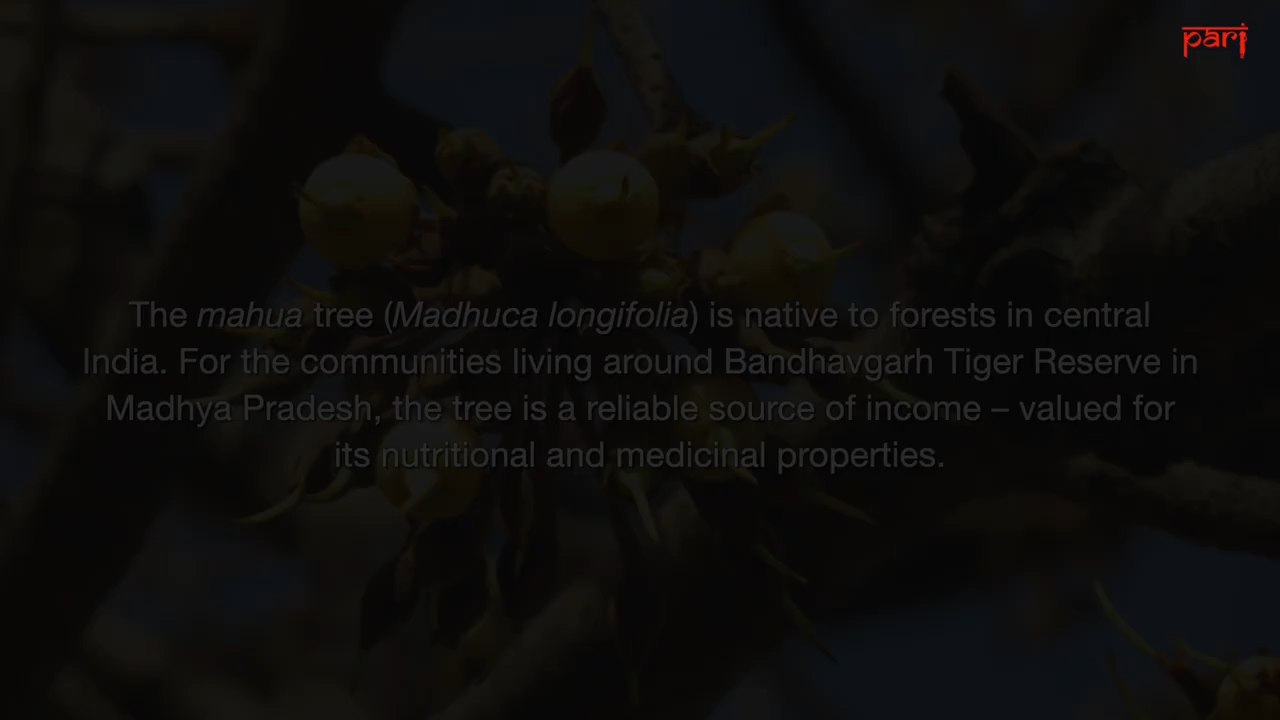 pari
The mahua tree (Madhuca longifolia) is native to forests in central
India. For the communities living around Bandhavgarh Tiger Reserve in
Madhya Pradesh, the tree is a reliable source of income – valued for
its nutritional and medicinal properties.